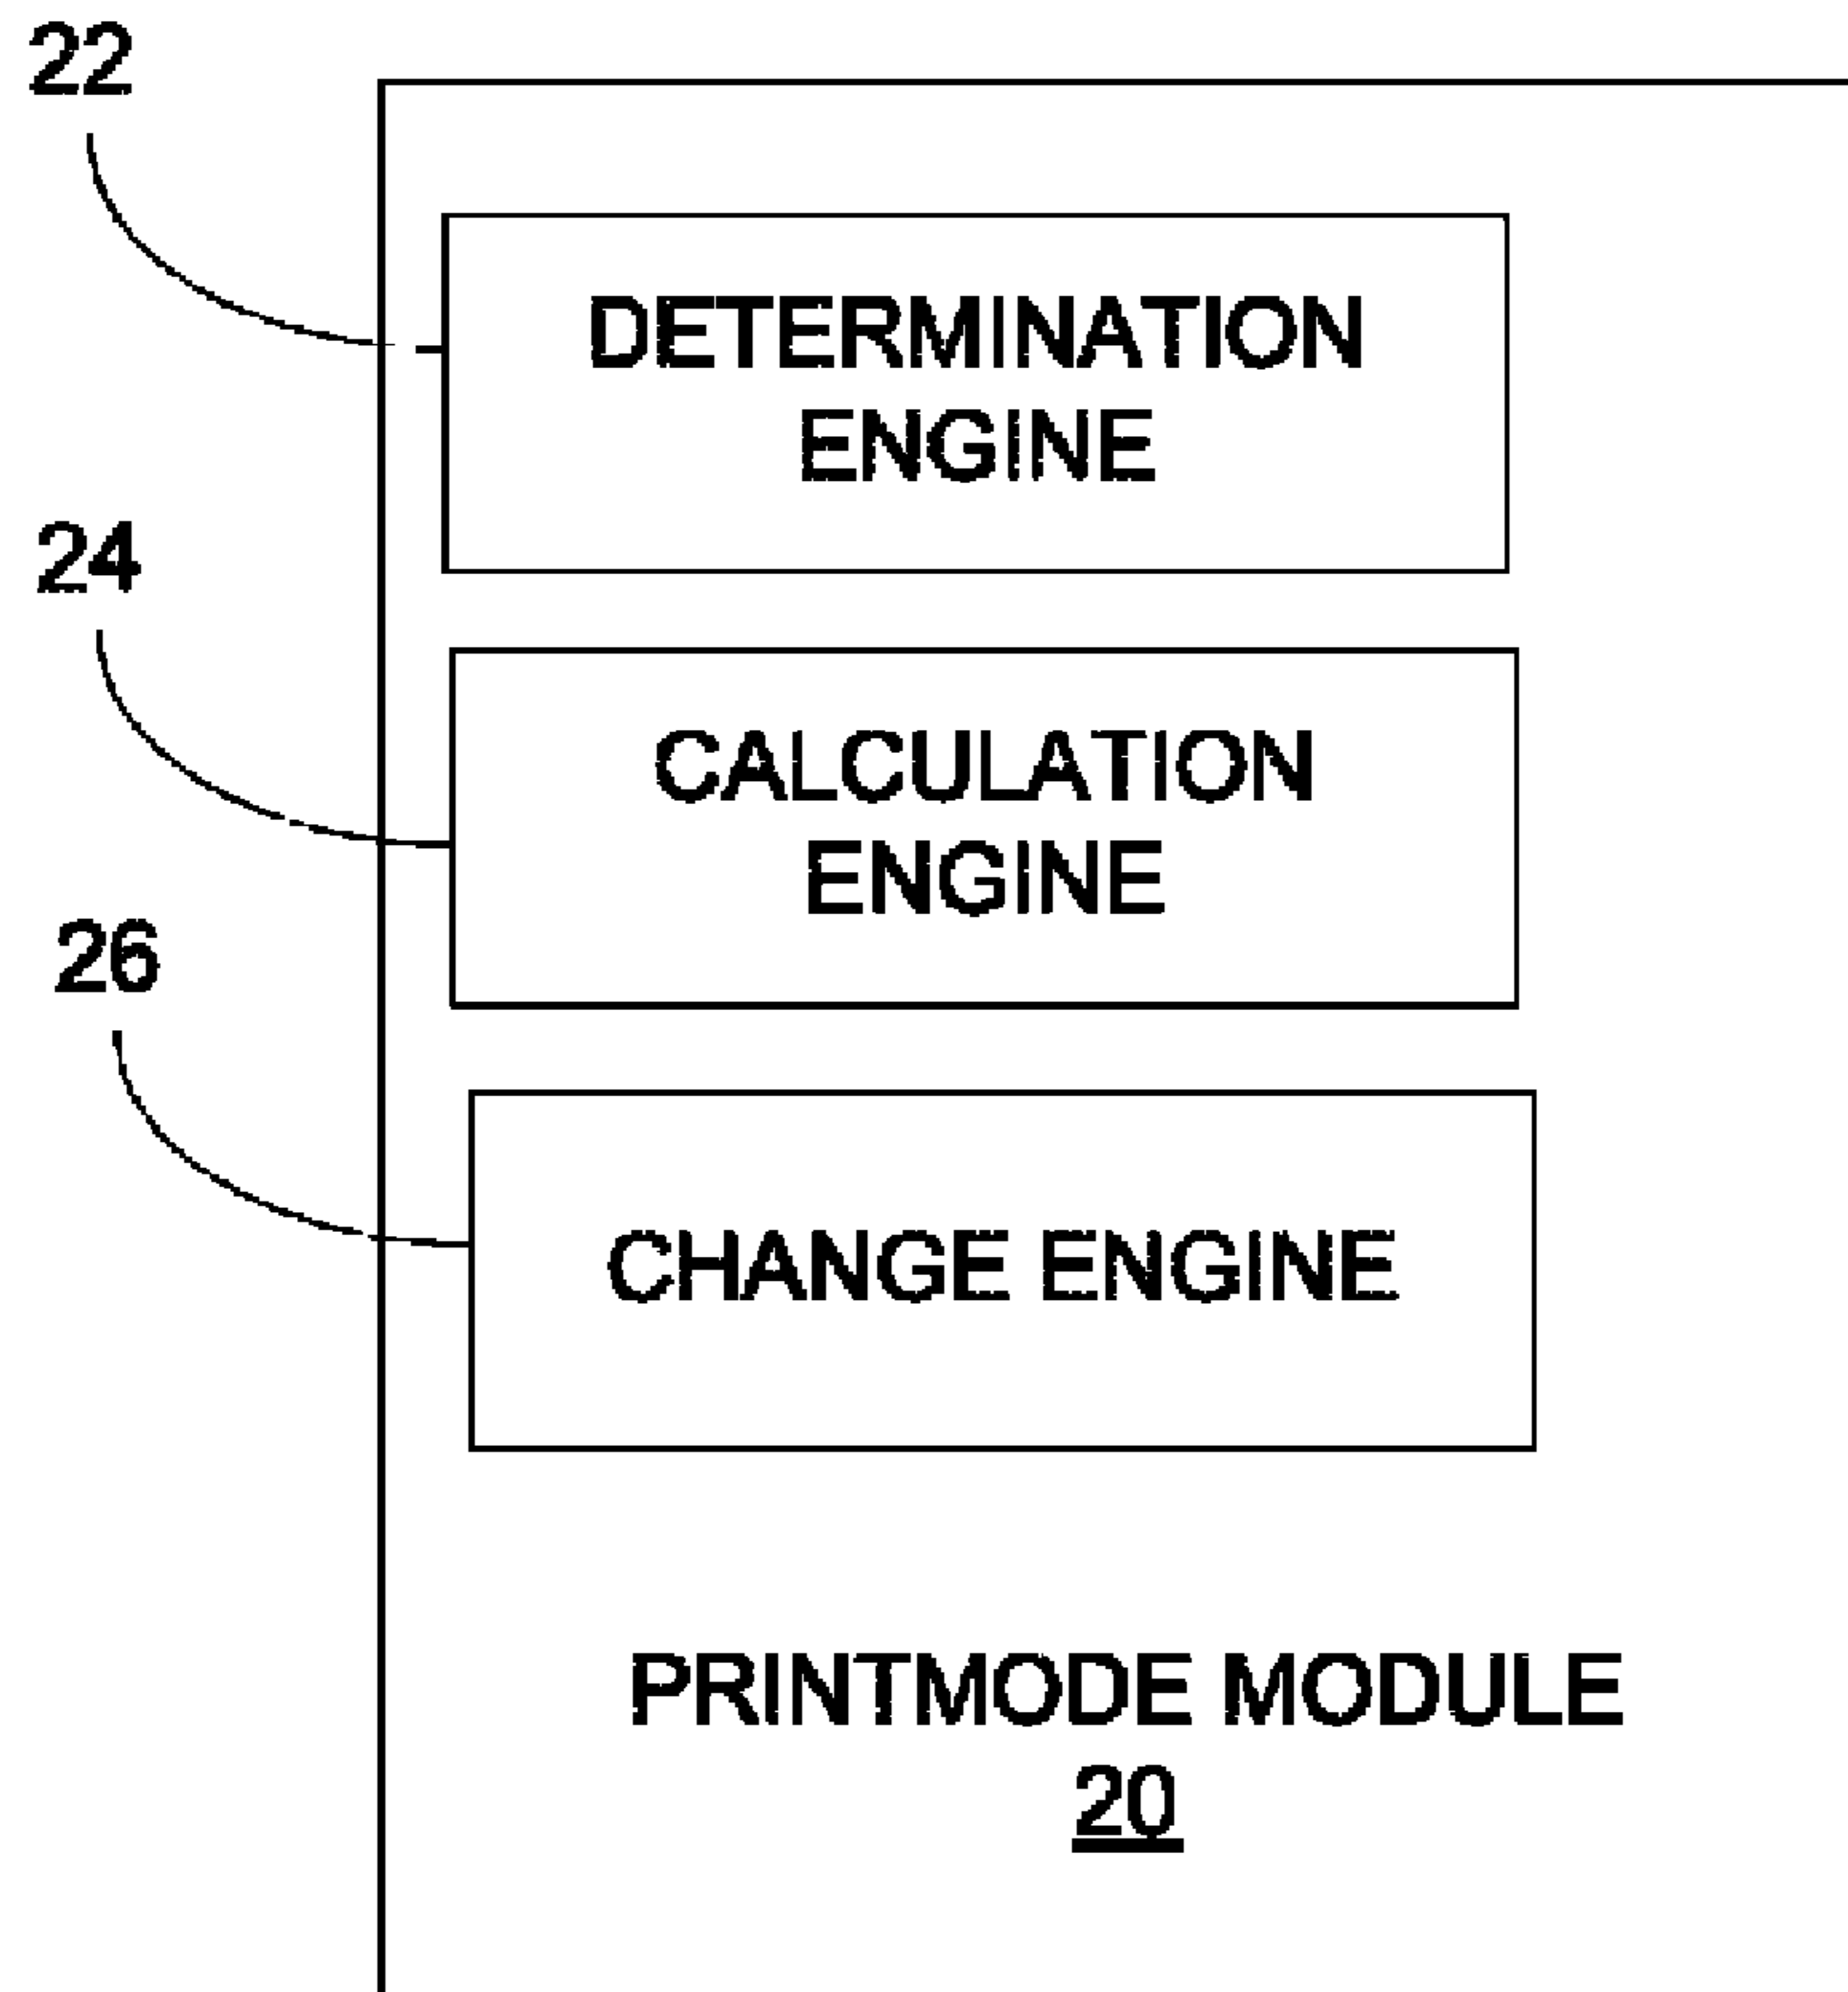 22
DETERMINATION
ENGINE
24
CALCULATION
ENGINE
26
CHANGE ENGINE
PRINTMODE MODULE
20